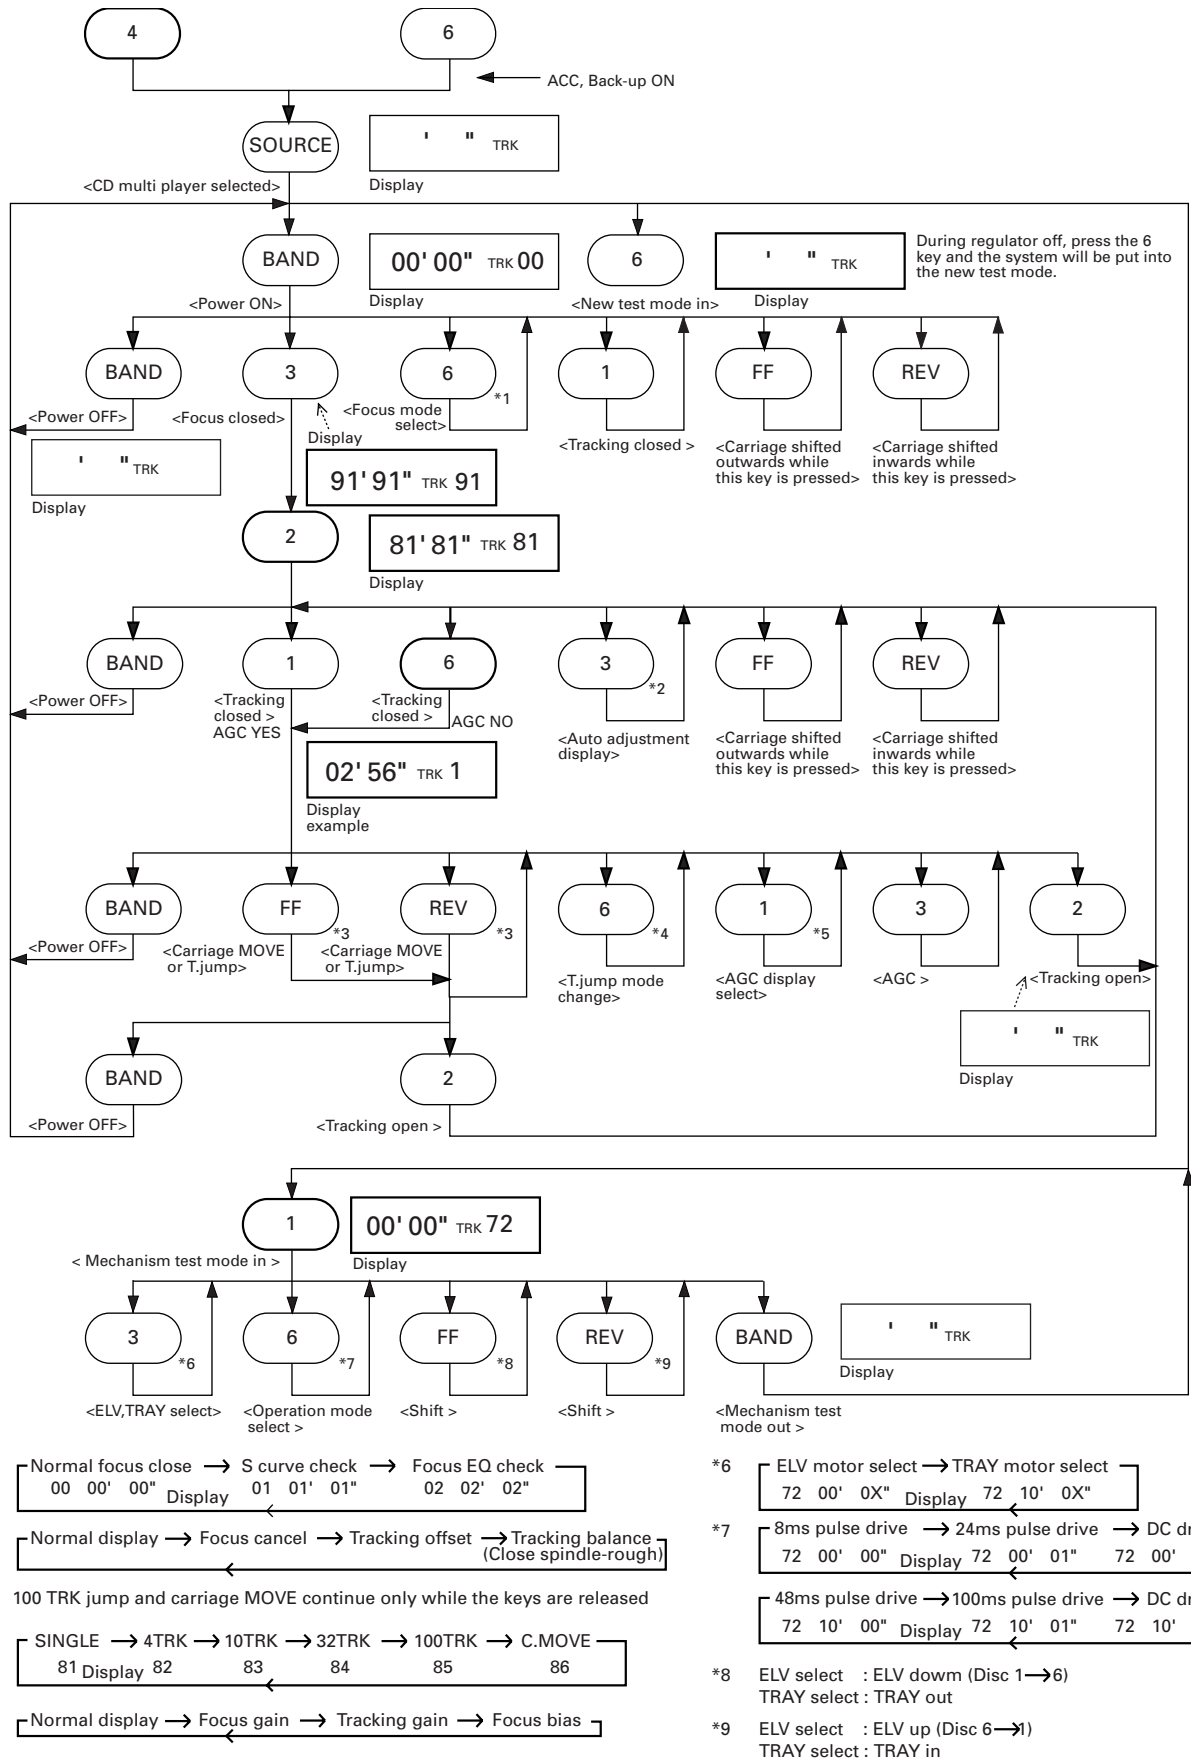 4
6
ACC, Back-up ON
SOURCE
' " TRK
<CD multi player selected>
Display
BAND
00' 00" TRK 00
6
' " TRK
During regulator off, press the 6
key and the system will be put into
the new test mode.
<Power ON>
Display
<New test mode in>
Display
BAND
3
6
*1
1
FF
REV
<Power OFF>
<Focus closed>
<Focus mode
select>
Display
<Tracking closed >
<Carriage shifted
outwards while
this key is pressed>
<Carriage shifted
inwards while
this key is pressed>
' " TRK
Display
91' 91" TRK 91
2
81' 81" TRK 81
Display
BAND
1
6
3
*2
FF
REV
<Power OFF>
<Tracking
closed >
AGC YES
<Tracking
closed >
AGC NO
<Auto adjustment
display>
<Carriage shifted
outwards while
this key is pressed>
<Carriage shifted
inwards while
this key is pressed>
02' 56" TRK 1
Display
example
BAND
FF
*3
REV
*3
6
*4
1
*5
3
2
<Power OFF>
<Carriage MOVE
or T.jump>
<Carriage MOVE
or T.jump>
<T.jump mode
change>
<AGC display
select>
<AGC >
<Tracking open>
' " TRK
Display
BAND
2
<Power OFF>
<Tracking open >
1
00' 00" TRK 72
< Mechanism test mode in >
Display
3
*6
6
*7
FF
*8
REV
*9
BAND
' " TRK
Display
<ELV,TRAY select>
<Operation mode
select >
<Shift >
<Shift >
<Mechanism test
mode out >
Normal focus close → S curve check → Focus EQ check
00 00' 00" Display 01 01' 01" 02 02' 02"
Normal display → Focus cancel → Tracking offset → Tracking balance
(Close spindle-rough)
100 TRK jump and carriage MOVE continue only while the keys are released
SINGLE → 4TRK → 10TRK → 32TRK → 100TRK → C.MOVE
81 Display 82 83 84 85 86
Normal display → Focus gain → Tracking gain → Focus bias
*6 ELV motor select → TRAY motor select
72 00' 0X" Display 72 10' 0X"
*7 8ms pulse drive → 24ms pulse drive → DC
72 00' 00" Display 72 00' 01" 72 00'
48ms pulse drive → 100ms pulse drive → DC
72 10' 00" Display 72 10' 01" 72 10'
*8 ELV select : ELV dowm (Disc 1→6)
TRAY select : TRAY out
*9 ELV select : ELV up (Disc 6→1)
TRAY select : TRAY in